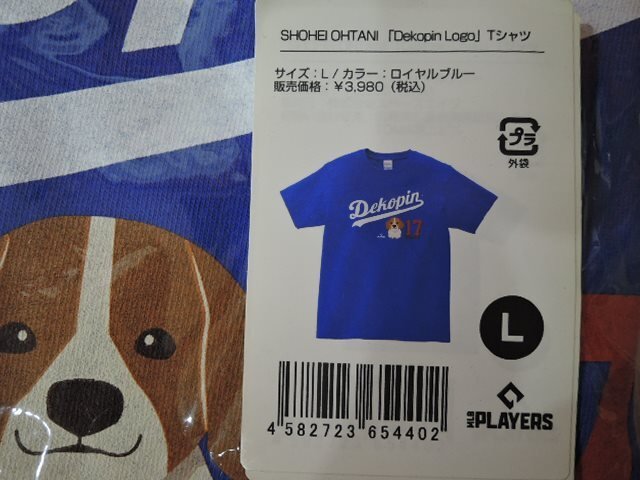 SHOHEI OHTANI「Dekopin Logo」Tシャツ
サイズ：L / カラー：ロイヤルブルー
販売価格：￥3,980（税込）
プラ
外袋
Dekopin
17
L
4 582723 654402
MLB PLAYERS